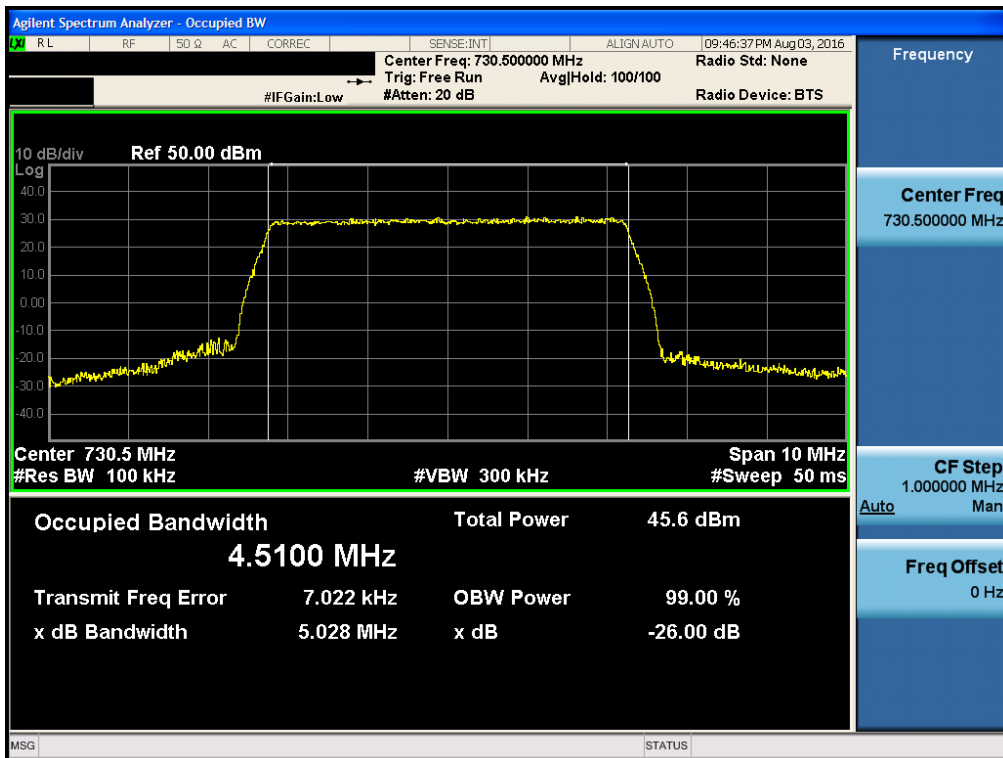 Agilent Spectrum Analyzer - Occupied BW
LXI RL RF 50 Ω AC CORREC SENSE:INT ALIGN AUTO 09:46:37 PM Aug 03, 2016
Center Freq: 730.500000 MHz Radio Std: None
Trig: Free Run Avg|Hold: 100/100
#IFGain:Low #Atten: 20 dB Radio Device: BTS
10 dB/div Ref 50.00 dBm
Log
40.0
30.0
20.0
10.0
0.00
-10.0
-20.0
-30.0
-40.0
Center 730.5 MHz Span 10 MHz
#Res BW 100 kHz #VBW 300 kHz #Sweep 50 ms
Occupied Bandwidth Total Power 45.6 dBm
4.5100 MHz
Transmit Freq Error 7.022 kHz OBW Power 99.00 %
x dB Bandwidth 5.028 MHz x dB -26.00 dB
Frequency
Center Freq
730.500000 MHz
CF Step
1.000000 MHz
Auto Man
Freq Offset
0 Hz
MSG STATUS